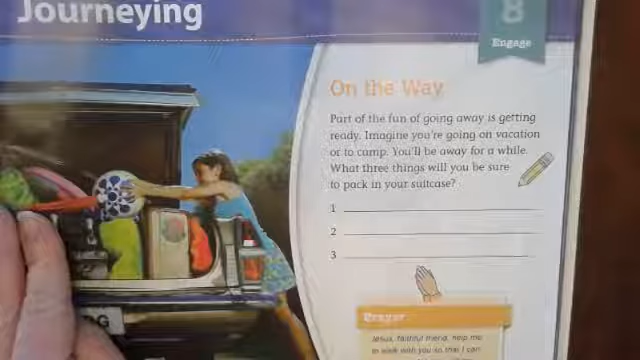 Journeying
8
Engage
On the Way
Part of the fun of going away is getting
ready. Imagine you're going on vacation
or to camp. You'll be away for a while.
What three things will you be sure
to pack in your suitcase?
1
2
3
Prayer
Jesus, faithful friend, help me
to walk with you so that I can